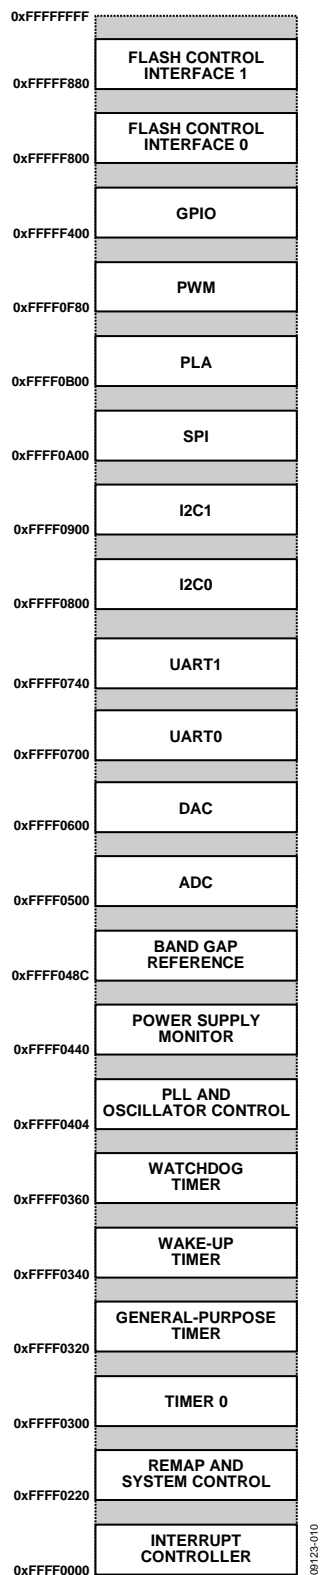 0xFFFFFFFF
FLASH CONTROL
INTERFACE 1
0xFFFFF880
FLASH CONTROL
INTERFACE 0
0xFFFFF800
GPIO
0xFFFFF400
PWM
0xFFFF0F80
PLA
0xFFFF0B00
SPI
0xFFFF0A00
I2C1
0xFFFF0900
I2C0
0xFFFF0800
UART1
0xFFFF0740
UART0
0xFFFF0700
DAC
0xFFFF0600
ADC
0xFFFF0500
BAND GAP
REFERENCE
0xFFFF048C
POWER SUPPLY
MONITOR
0xFFFF0440
PLL AND
OSCILLATOR CONTROL
0xFFFF0404
WATCHDOG
TIMER
0xFFFF0360
WAKE-UP
TIMER
0xFFFF0340
GENERAL-PURPOSE
TIMER
0xFFFF0320
TIMER 0
0xFFFF0300
REMAP AND
SYSTEM CONTROL
0xFFFF0220
INTERRUPT
CONTROLLER
0xFFFF0000
09123-010